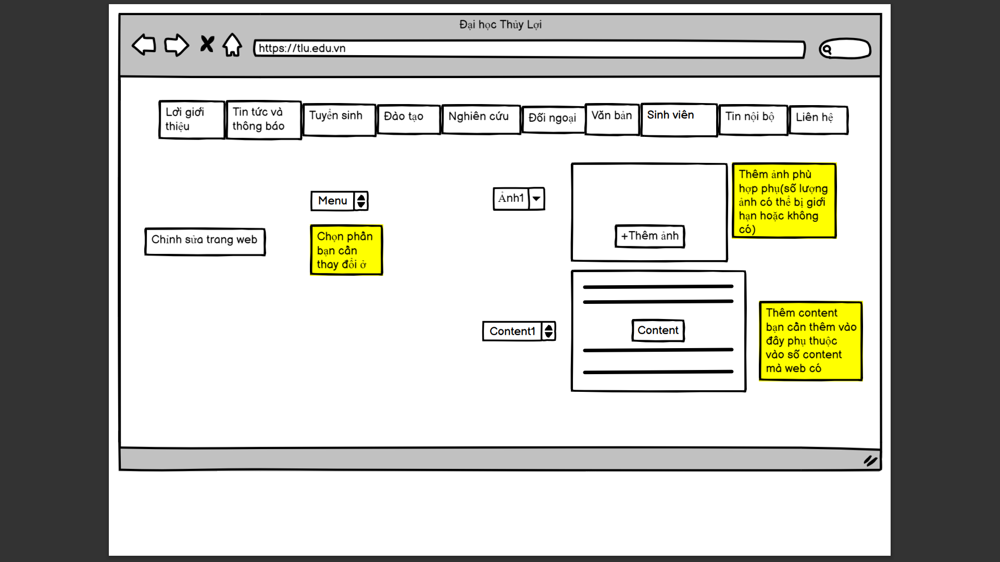 Đại học Thủy Lợi
https://tlu.edu.vn
Lời giới
thiệu
Tin tức và
thông báo
Tuyển sinh
Đào tạo
Nghiên cứu
Đối ngoại
Văn bản
Sinh viên
Tin nội bộ
Liên hệ
Chỉnh sửa trang web
Menu
Chọn phần
bạn cần
thay đổi ở
Ảnh1
+Thêm ảnh
Thêm ảnh phù
hợp phụ(số lượng
ảnh có thể bị giới
hạn hoặc không
có)
Content1
Content
Thêm content
bạn cần thêm vào
đây phụ thuộc
vào số content
mà web có